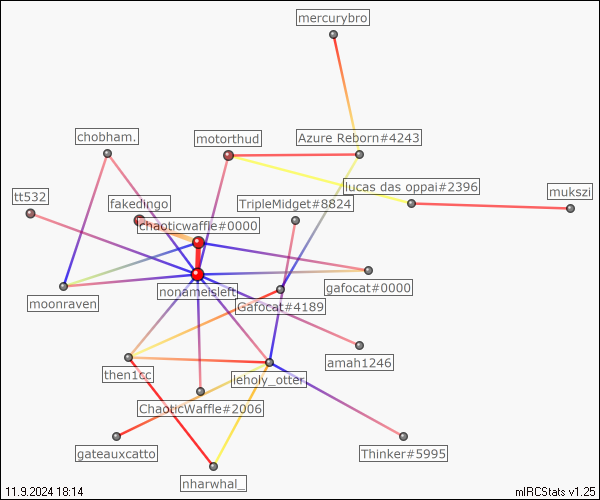 mercurybro
chobham.
motorthud
Azure Reborn#4243
tt532
fakedingo
TripleMidget#8824
lucas das oppai#2396
mukszi
chaoticwaffle#0000
moonraven
nonameisleft
Gafocat#4189
gafocat#0000
then1cc
leholy_otter
amah1246
ChaoticWaffle#2006
gateauxcatto
Thinker#5995
nharwhal_
11.9.2024 18:14
mIRCStats v1.25